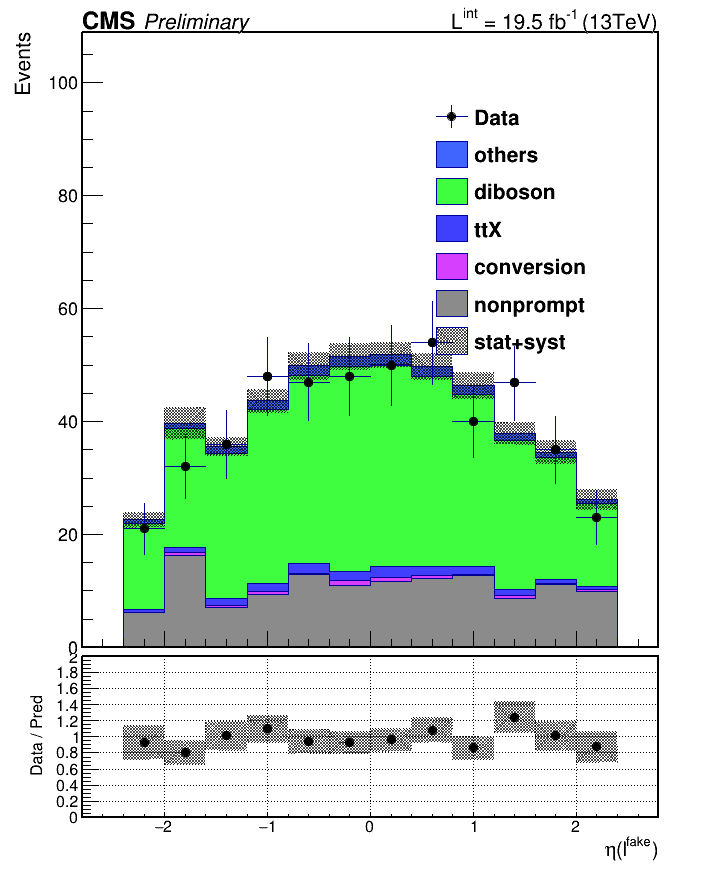 CMS Preliminary L^int = 19.5 fb^-1 (13TeV)
Events
100
80
60
40
20
0
Data
others
diboson
ttX
conversion
nonprompt
stat+syst
Data / Pred
2
1.8
1.6
1.4
1.2
1
0.8
0.6
0.4
0.2
0
−2 −1 0 1 2
η(l^fake)